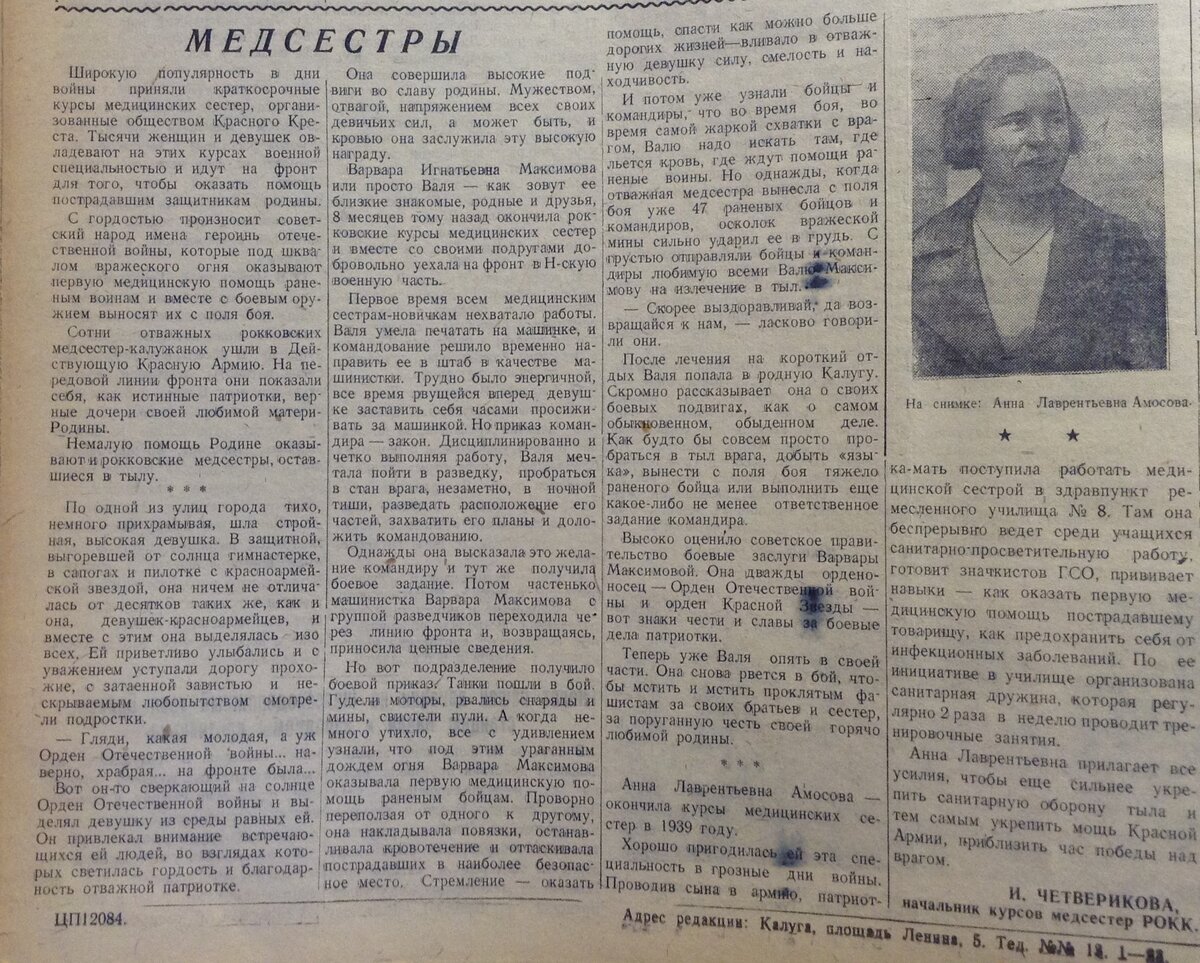 МЕДСЕСТРЫ
Широкую популярность в дни
войны приняли краткосрочные
курсы медицинских сестер, органи-
зованные обществом Красного Кре-
ста. Тысячи женщин и девушек ов-
ладевают на этих курсах военной
специальностью и идут на фронт
для того, чтобы оказать помощь
пострадавшим защитникам родины.
С гордостью произносит совет-
ский народ имена героинь отече-
ственной войны, которые под шква-
лом вражеского огня оказывают
первую медицинскую помощь ране-
ным воинам и вместе с боевым ору-
жием выносят их с поля боя.
Сотни отважных рокковских
медсестер-калужанок ушли в Дей-
ствующую Красную Армию. На пе-
редовой линии фронта они показали
себя, как истинные патриотки, вер-
ные дочери своей любимой матери-
Родины.
Немалую помощь Родине оказы-
вают и рокковские медсестры, остав-
шиеся в тылу.
* * *
По одной из улиц города тихо,
немного прихрамывая, шла строй-
ная, высокая девушка. В защитной,
выгоревшей от солнца гимнастерке,
в сапогах и пилотке с красноармей-
ской звездой, она ничем не отлича-
лась от десятков таких же, как и
она, девушек-красноармейцев, и
вместе с этим она выделялась изо
всех. Ей приветливо улыбались и с
уважением уступали дорогу прохо-
жие, с затаенной завистью и не-
скрываемым любопытством смотре-
ли подростки.
— Гляди, какая молодая, а уж
Орден Отечественной войны... на-
верно, храбрая... на фронте была...
Вот он-то сверкающий на солнце
Орден Отечественной войны и вы-
делял девушку из среды равных ей.
Он привлекал внимание встречаю-
щихся ей людей, во взглядах кото-
рых светилась гордость и благодар-
ность отважной патриотке.
ЦП12084.
Она совершила высокие под-
виги во славу родины. Мужеством,
отвагой, напряжением всех своих
девичьих сил, а может быть, и
кровью она заслужила эту высокую
награду.
Варвара Игнатьевна Максимова
или просто Валя — как зовут ее
близкие знакомые, родные и друзья,
8 месяцев тому назад окончила рок-
ковские курсы медицинских сестер
и вместе со своими подругами до-
бровольно уехала на фронт в Н-скую
военную часть.
Первое время всем медицинским
сестрам-новичкам нехватало работы.
Валя умела печатать на машинке, и
командование решило временно на-
править ее в штаб в качестве ма-
шинистки. Трудно было энергичной,
все время рвущейся вперед девуш-
ке заставить себя часами просижи-
вать за машинкой. Но приказ коман-
дира — закон. Дисциплинированно и
четко выполняя работу, Валя меч-
тала пойти в разведку, пробраться
в стан врага, незаметно, в ночной
тиши, разведать расположение его
частей, захватить его планы и доло-
жить командованию.
Однажды она высказала это жела-
ние командиру и тут же получила
боевое задание. Потом частенько
машинистка Варвара Максимова с
группой разведчиков переходила че-
рез линию фронта и, возвращаясь,
приносила ценные сведения.
Но вот подразделение получило
боевой приказ. Танки пошли в бой.
Гудели моторы, рвались снаряды и
мины, свистели пули. А когда не-
много утихло, все с удивлением
узнали, что под этим ураганным
дождем огня Варвара Максимова
оказывала первую медицинскую по-
мощь раненым бойцам. Проворно
переползая от одного к другому,
она накладывала повязки, останав-
ливала кровотечение и оттаскивала
пострадавших в наиболее безопас-
ное место. Стремление — оказать
помощь, спасти как можно больше
дорогих жизней—вливало в отваж-
ную девушку силу, смелость и на-
ходчивость.
И потом уже узнали бойцы и
командиры, что во время боя, во
время самой жаркой схватки с вра-
гом, Валю надо искать там, где
льется кровь, где ждут помощи ра-
неные воины. Но однажды, когда
отважная медсестра вынесла с поля
боя уже 47 раненых бойцов и
командиров, осколок вражеской
мины сильно ударил ее в грудь. С
грустью отправляли бойцы и коман-
диры любимую всеми Валю Макси-
мову на излечение в тыл.
— Скорее выздоравливай, да воз-
вращайся к нам, — ласково говори-
ли они.
После лечения на короткий от-
дых Валя попала в родную Калугу.
Скромно рассказывает она о своих
боевых подвигах, как о самом
обыкновенном, обыденном деле.
Как будто бы совсем просто про-
браться в тыл врага, добыть «язы-
ка», вынести с поля боя тяжело
раненого бойца или выполнить еще
какое-либо не менее ответственное
задание командира.
Высоко оценило советское прави-
тельство боевые заслуги Варвары
Максимовой. Она дважды ордено-
носец — Орден Отечественной вой-
ны и орден Красной Звезды —
вот знаки чести и славы за боевые
дела патриотки.
Теперь уже Валя опять в своей
части. Она снова рвется в бой, что-
бы мстить и мстить проклятым фа-
шистам за своих братьев и сестер,
за поруганную честь своей горячо
любимой родины.
* * *
Анна Лаврентьевна Амосова —
окончила курсы медицинских се-
стер в 1939 году.
Хорошо пригодилась ей эта спе-
циальность в грозные дни войны.
Проводив сына в армию, патриот-
На снимке: Анна Лаврентьевна Амосова.
★ ★
ка-мать поступила работать меди-
цинской сестрой в здравпункт ре-
месленного училища № 8. Там она
беспрерывно ведет среди учащихся
санитарно-просветительную работу,
готовит значкистов ГСО, прививает
навыки — как оказать первую ме-
дицинскую помощь пострадавшему
товарищу, как предохранить себя от
инфекционных заболеваний. По ее
инициативе в училище организована
санитарная дружина, которая регу-
лярно 2 раза в неделю проводит тре-
нировочные занятия.
Анна Лаврентьевна прилагает все
усилия, чтобы еще сильнее укре-
пить санитарную оборону тыла и
тем самым укрепить мощь Красной
Армии, приблизить час победы над
врагом.
И. ЧЕТВЕРИКОВА,
начальник курсов медсестер РОКК.
Адрес редакции: Калуга, площадь Ленина, 5. Тел. №№